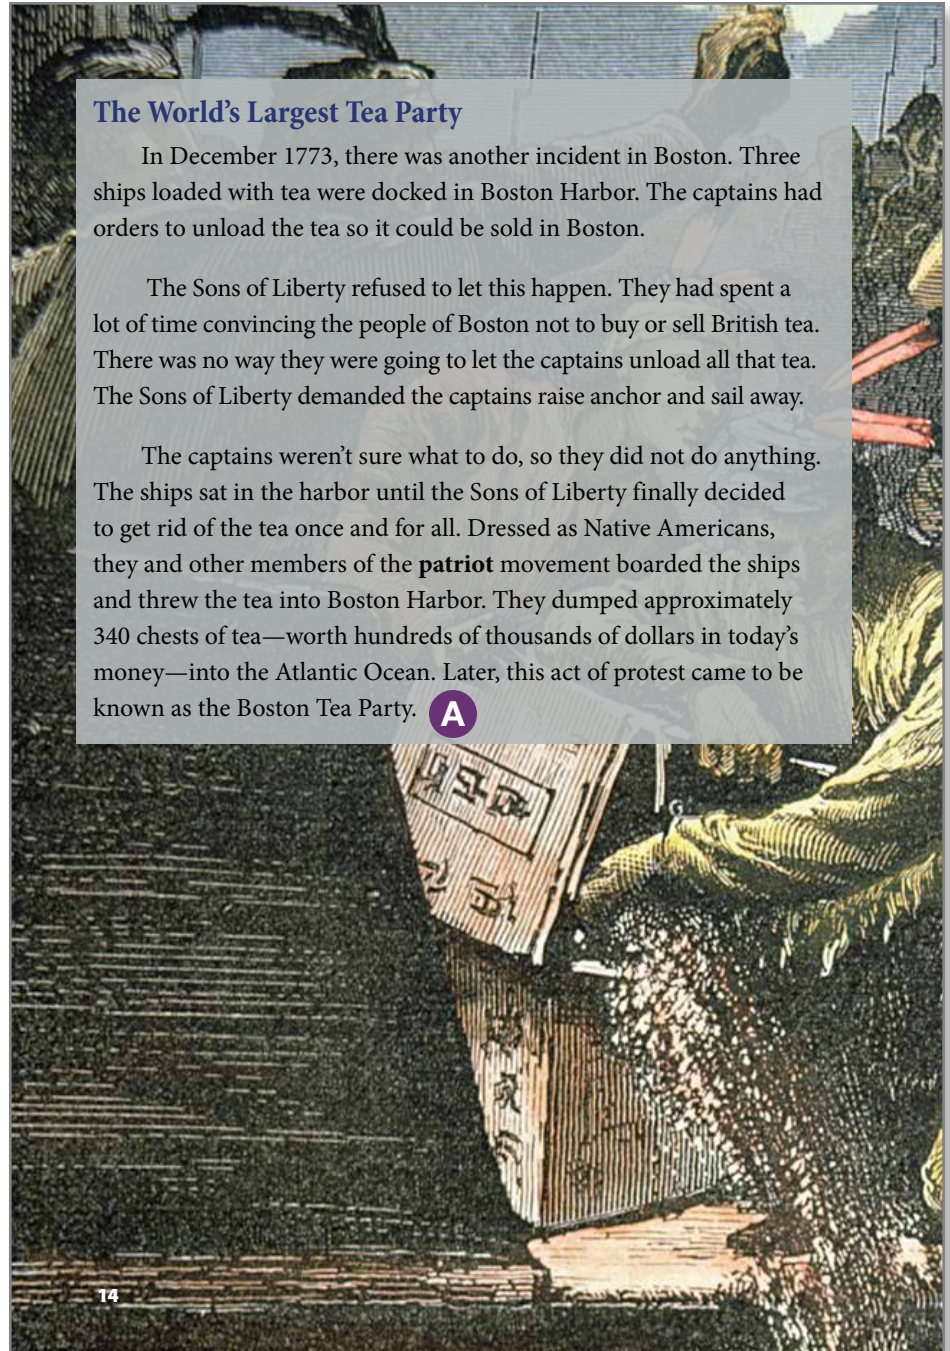 The World's Largest Tea Party
In December 1773, there was another incident in Boston. Three
ships loaded with tea were docked in Boston Harbor. The captains had
orders to unload the tea so it could be sold in Boston.
The Sons of Liberty refused to let this happen. They had spent a
lot of time convincing the people of Boston not to buy or sell British tea.
There was no way they were going to let the captains unload all that tea.
The Sons of Liberty demanded the captains raise anchor and sail away.
The captains weren't sure what to do, so they did not do anything.
The ships sat in the harbor until the Sons of Liberty finally decided
to get rid of the tea once and for all. Dressed as Native Americans,
they and other members of the patriot movement boarded the ships
and threw the tea into Boston Harbor. They dumped approximately
340 chests of tea—worth hundreds of thousands of dollars in today's
money—into the Atlantic Ocean. Later, this act of protest came to be
known as the Boston Tea Party. A
14